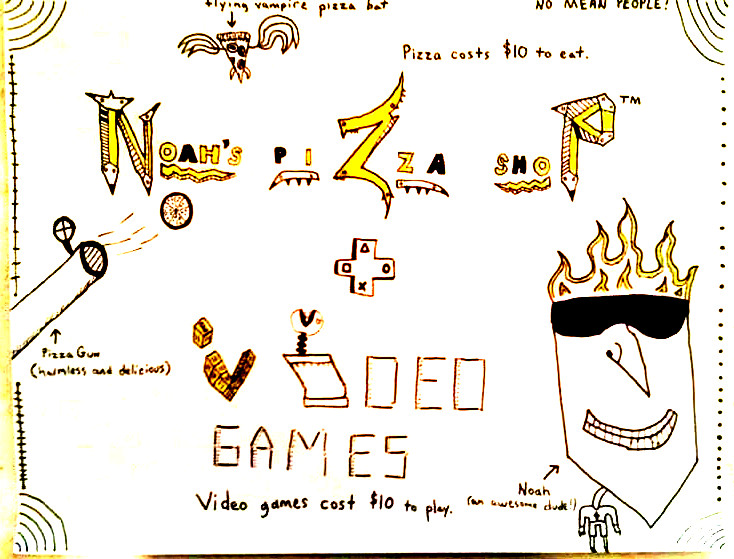 flying vampire pizza bat
NO MEAN PEOPLE!
Pizza costs $10 to eat.
NOAH'S PIZZA SHOP™
Pizza Gun
(harmless and delicious)
VIDEO
GAMES
Video games cost $10 to play.
Noah
(an awesome dude!)